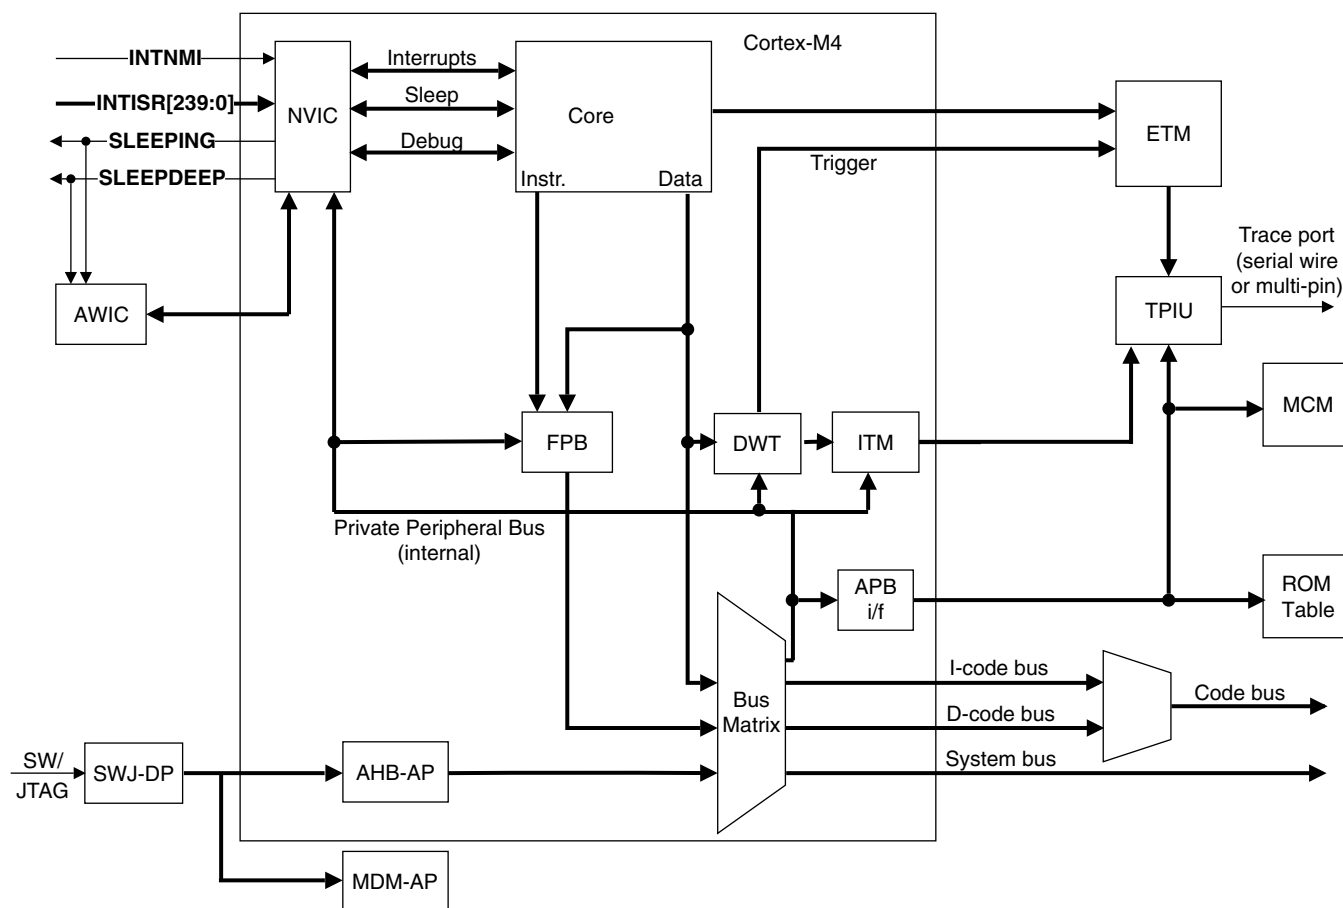 Cortex-M4
INTNMI
INTISR[239:0]
SLEEPING
SLEEPDEEP
NVIC
Interrupts
Sleep
Debug
Core
Instr.
Data
ETM
Trigger
AWIC
Trace port
(serial wire
or multi-pin)
TPIU
MCM
FPB
DWT
ITM
Private Peripheral Bus
(internal)
APB
i/f
ROM
Table
Bus
Matrix
I-code bus
D-code bus
System bus
Code bus
SW/
JTAG
SWJ-DP
AHB-AP
MDM-AP